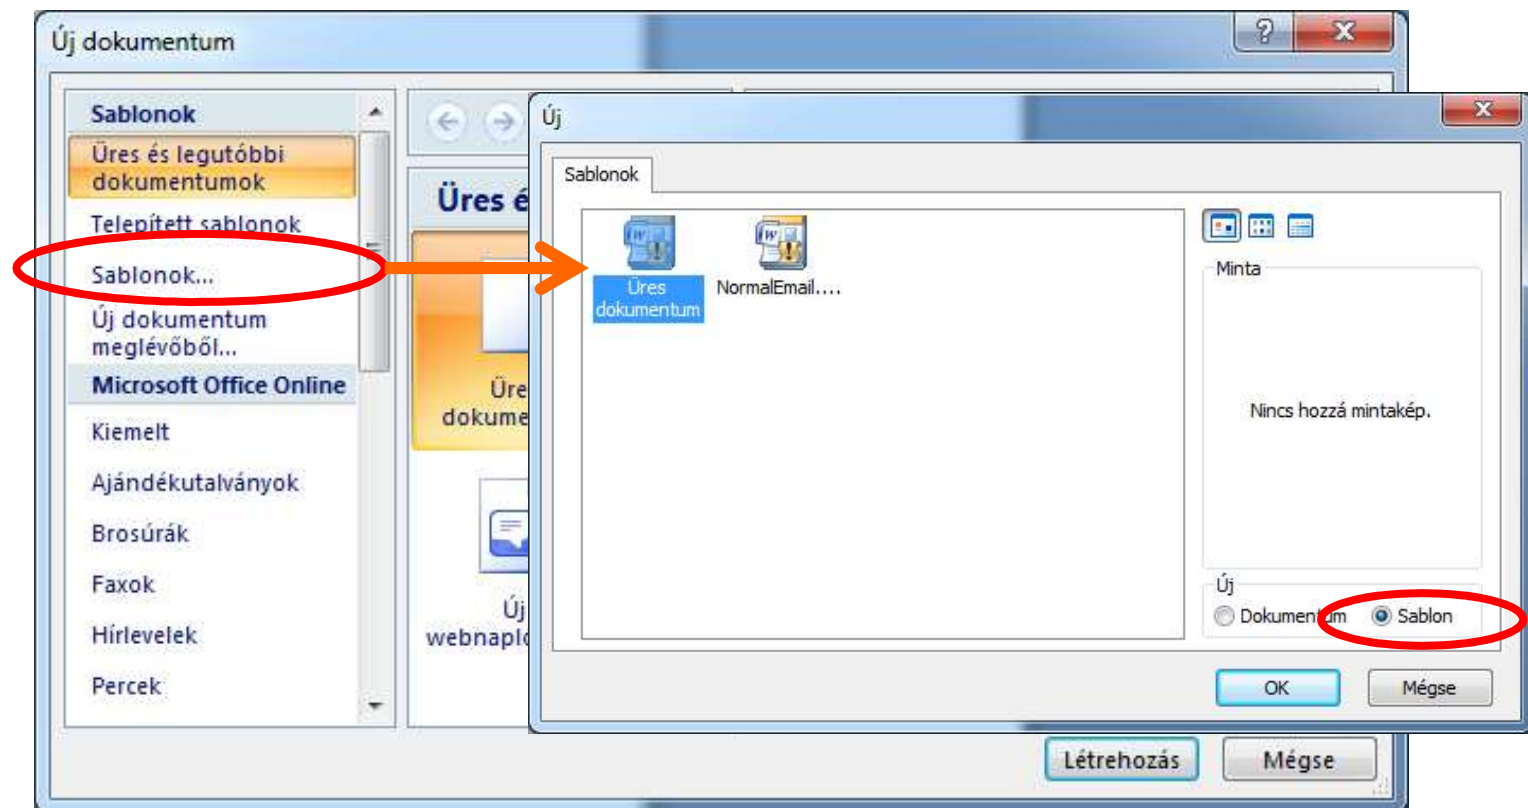 Új dokumentum
Sablonok
Üres és legutóbbi
dokumentumok
Telepített sablonok
Sablonok...
Új dokumentum
meglévőből...
Microsoft Office Online
Kiemelt
Ajándékutalványok
Brosúrák
Faxok
Hírlevelek
Percek
Üres é
Üre
dokume
Új
webnapló
Létrehozás
Mégse
Új
Sablonok
Üres
dokumentum
NormalEmail....
Minta
Nincs hozzá mintakép.
Új
Dokumentum
Sablon
OK
Mégse